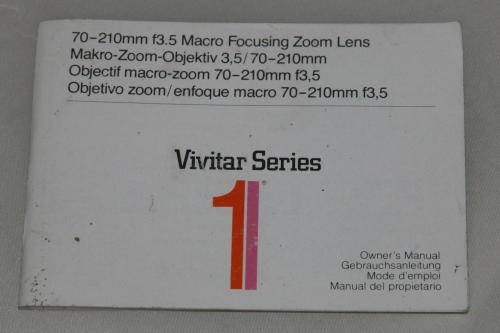 70-210mm f3.5 Macro Focusing Zoom Lens
Makro-Zoom-Objektiv 3,5/70-210mm
Objectif macro-zoom 70-210mm f3,5
Objetivo zoom/enfoque macro 70-210mm f3,5
Vivitar Series
1®
Owner's Manual
Gebrauchsanleitung
Mode d'emploi
Manual del propietario